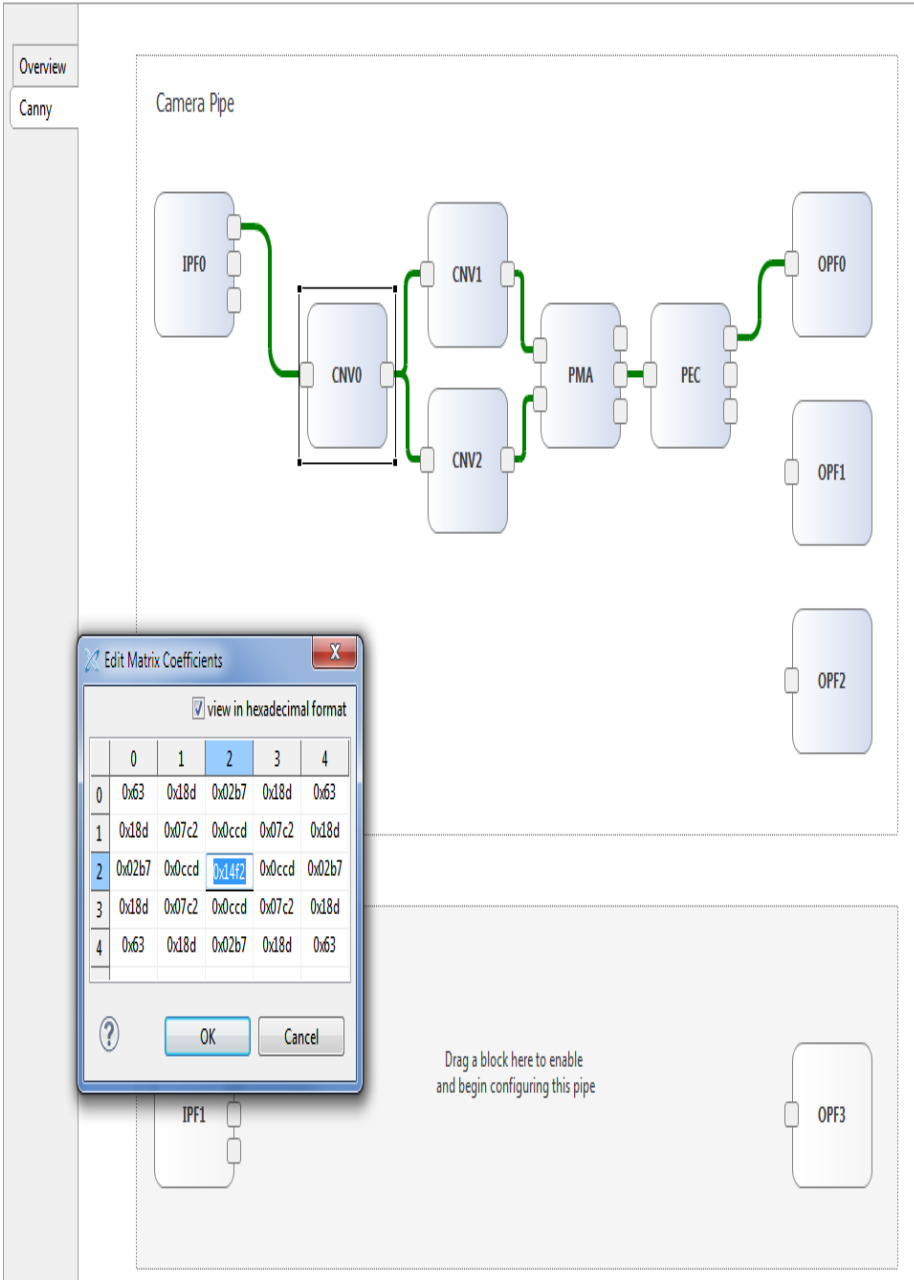 Overview
Canny
Camera Pipe
IPF0
CNV0
CNV1
CNV2
PMA
PEC
OPF0
OPF1
OPF2
Edit Matrix Coefficients
X
view in hexadecimal format
0 1 2 3 4
0 0x63 0x18d 0x02b7 0x18d 0x63
1 0x18d 0x07c2 0x0ccd 0x07c2 0x18d
2 0x02b7 0x0ccd 0x14f2 0x0ccd 0x02b7
3 0x18d 0x07c2 0x0ccd 0x07c2 0x18d
4 0x63 0x18d 0x02b7 0x18d 0x63
?
OK Cancel
Drag a block here to enable
and begin configuring this pipe
IPF1
OPF3